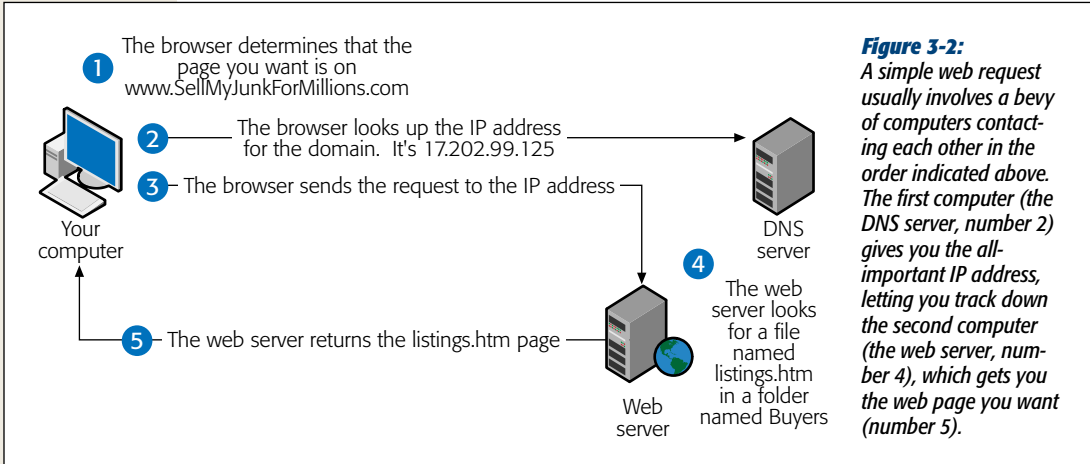 1
The browser determines that the
page you want is on
www.SellMyJunkForMillions.com
2
The browser looks up the IP address
for the domain.  It's 17.202.99.125
3
The browser sends the request to the IP address
Your
computer
DNS
server
4
The web
server looks
for a file
named
listings.htm
in a folder
named Buyers
5
The web server returns the listings.htm page
Web
server
Figure 3-2:
A simple web request
usually involves a bevy
of computers contact-
ing each other in the
order indicated above.
The first computer (the
DNS server, number 2)
gives you the all-
important IP address,
letting you track down
the second computer
(the web server, num-
ber 4), which gets you
the web page you want
(number 5).